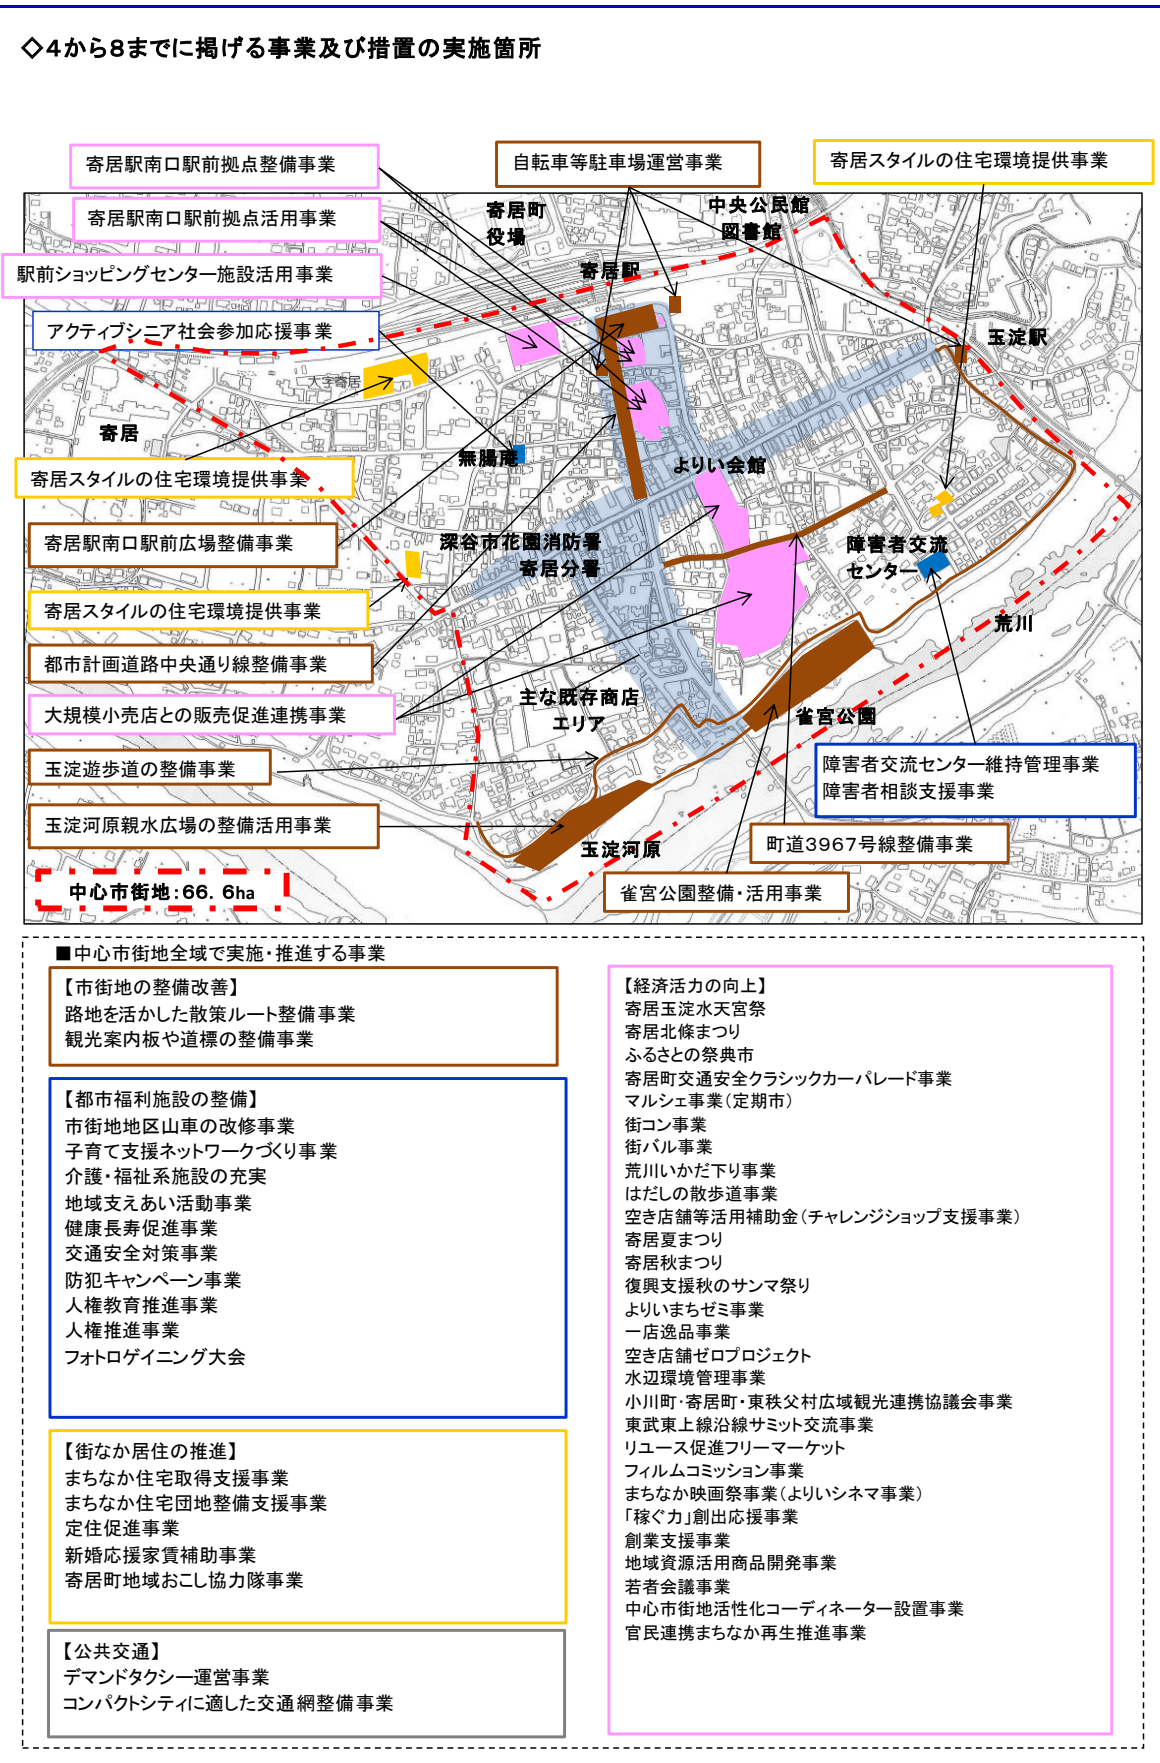 ◇4から8までに掲げる事業及び措置の実施箇所
寄居駅南口駅前拠点整備事業
自転車等駐車場運営事業
寄居スタイルの住宅環境提供事業
寄居駅南口駅前拠点活用事業
寄居町
役場
中央公民館
図書館
駅前ショッピングセンター施設活用事業
寄居駅
アクティブシニア社会参加応援事業
玉淀駅
大字寄居
寄居
無腸庵
よりい会館
寄居スタイルの住宅環境提供事業
寄居駅南口駅前広場整備事業
深谷市花園消防署
寄居分署
障害者交流
センター
寄居スタイルの住宅環境提供事業
荒川
都市計画道路中央通り線整備事業
大規模小売店との販売促進連携事業
主な既存商店
エリア
雀宮公園
玉淀遊歩道の整備事業
障害者交流センター維持管理事業
障害者相談支援事業
玉淀河原親水広場の整備活用事業
玉淀河原
町道3967号線整備事業
中心市街地:66.6ha
雀宮公園整備・活用事業
■中心市街地全域で実施・推進する事業
【市街地の整備改善】
路地を活かした散策ルート整備事業
観光案内板や道標の整備事業
【都市福利施設の整備】
市街地地区山車の改修事業
子育て支援ネットワークづくり事業
介護・福祉系施設の充実
地域支えあい活動事業
健康長寿促進事業
交通安全対策事業
防犯キャンペーン事業
人権教育推進事業
人権推進事業
フォトロゲイニング大会
【街なか居住の推進】
まちなか住宅取得支援事業
まちなか住宅団地整備支援事業
定住促進事業
新婚応援家賃補助事業
寄居町地域おこし協力隊事業
【公共交通】
デマンドタクシー運営事業
コンパクトシティに適した交通網整備事業
【経済活力の向上】
寄居玉淀水天宮祭
寄居北條まつり
ふるさとの祭典市
寄居町交通安全クラシックカーパレード事業
マルシェ事業(定期市)
街コン事業
街バル事業
荒川いかだ下り事業
はだしの散歩道事業
空き店舗等活用補助金(チャレンジショップ支援事業)
寄居夏まつり
寄居秋まつり
復興支援秋のサンマ祭り
よりいまちゼミ事業
一店逸品事業
空き店舗ゼロプロジェクト
水辺環境管理事業
小川町・寄居町・東秩父村広域観光連携協議会事業
東武東上線沿線サミット交流事業
リユース促進フリーマーケット
フィルムコミッション事業
まちなか映画祭事業(よりいシネマ事業)
「稼ぐ力」創出応援事業
創業支援事業
地域資源活用商品開発事業
若者会議事業
中心市街地活性化コーディネーター設置事業
官民連携まちなか再生推進事業